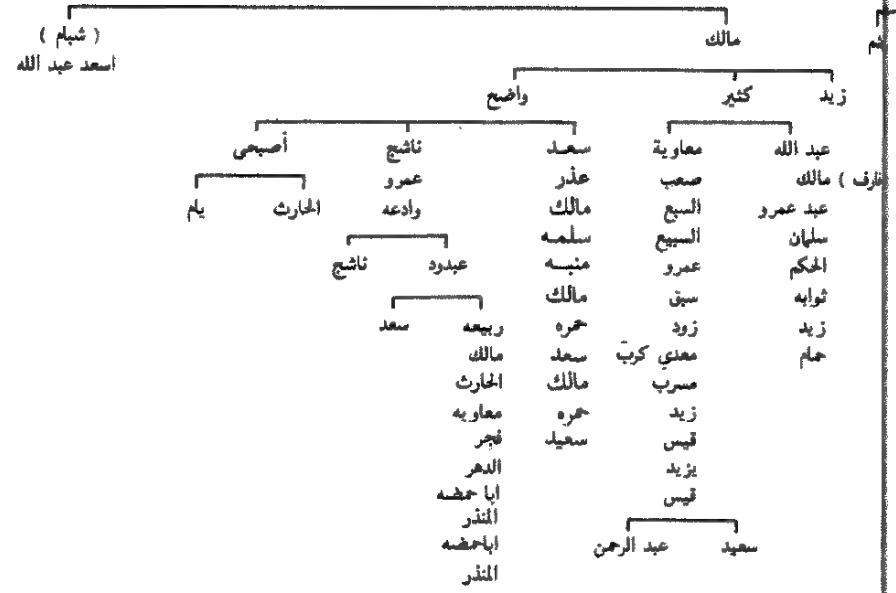 مالك ( شبام )
اسعد عبد الله
زيد كثير واضح
عبد الله معاوية سعد ناشج أصبحى
مالك صعب عذر عمرو
عبد عمرو السبع مالك وادعه الحارث يام
سلمان السبيع سلمه
الحكم عمرو منبه عبدود ناشج
ثوابه سبق مالك
زيد زود حمره ربيعه سعد
حمام معدي كرب سعد مالك
مسرب مالك الحارث
زيد حمره معاويه
قيس سعيد فجر
يزيد الدهر
قيس ابا حمضه
المنذر
سعيد عبد الرحمن اباحمضه
المنذر